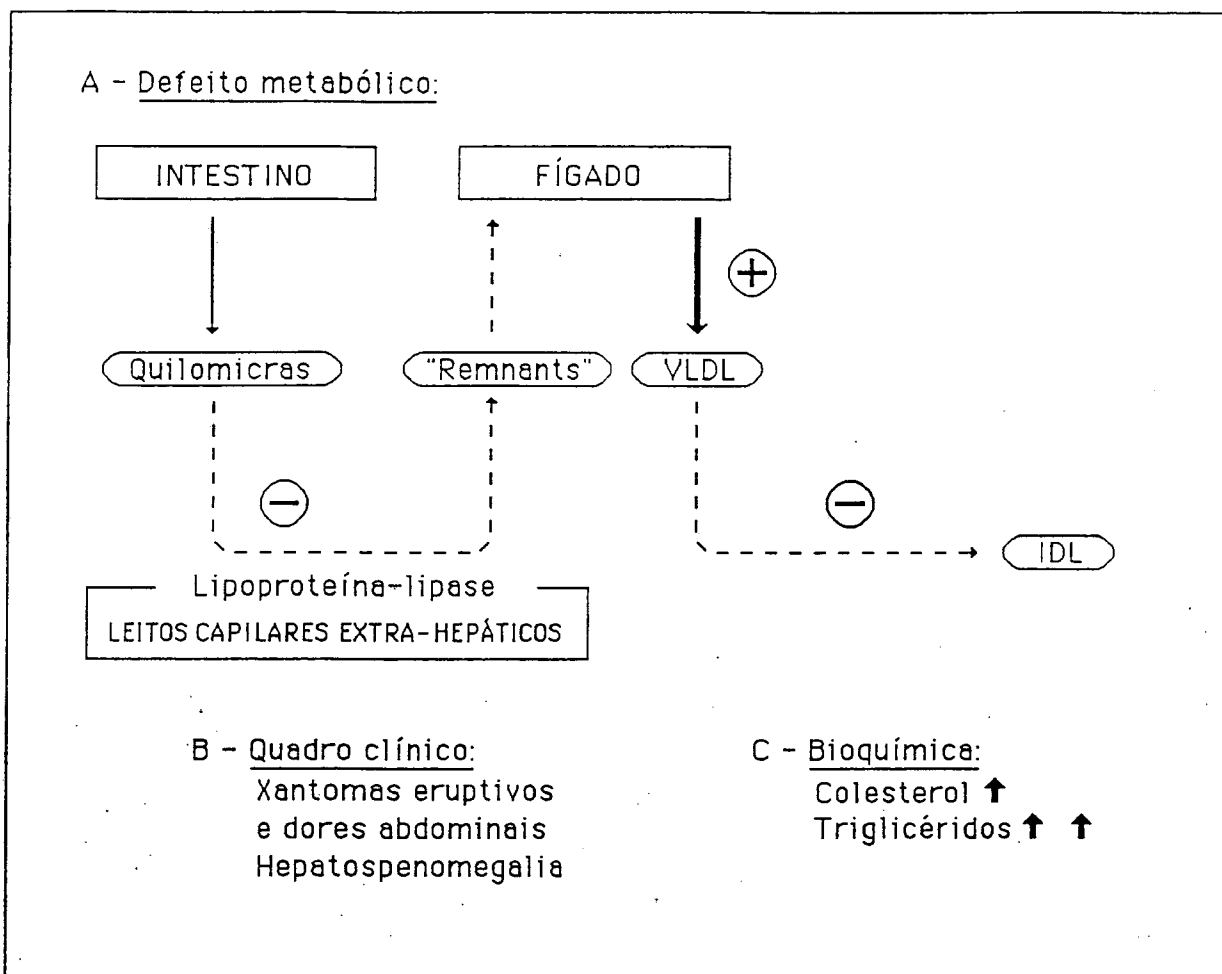 A - Defeito metabólico:
INTESTINO
FÍGADO
+
Quilomicras
"Remnants"
VLDL
−
−
IDL
Lipoproteína-lipase
LEITOS CAPILARES EXTRA-HEPÁTICOS
B - Quadro clínico:
Xantomas eruptivos
e dores abdominais
Hepatospenomegalia
C - Bioquímica:
Colesterol ↑
Triglicéridos ↑ ↑